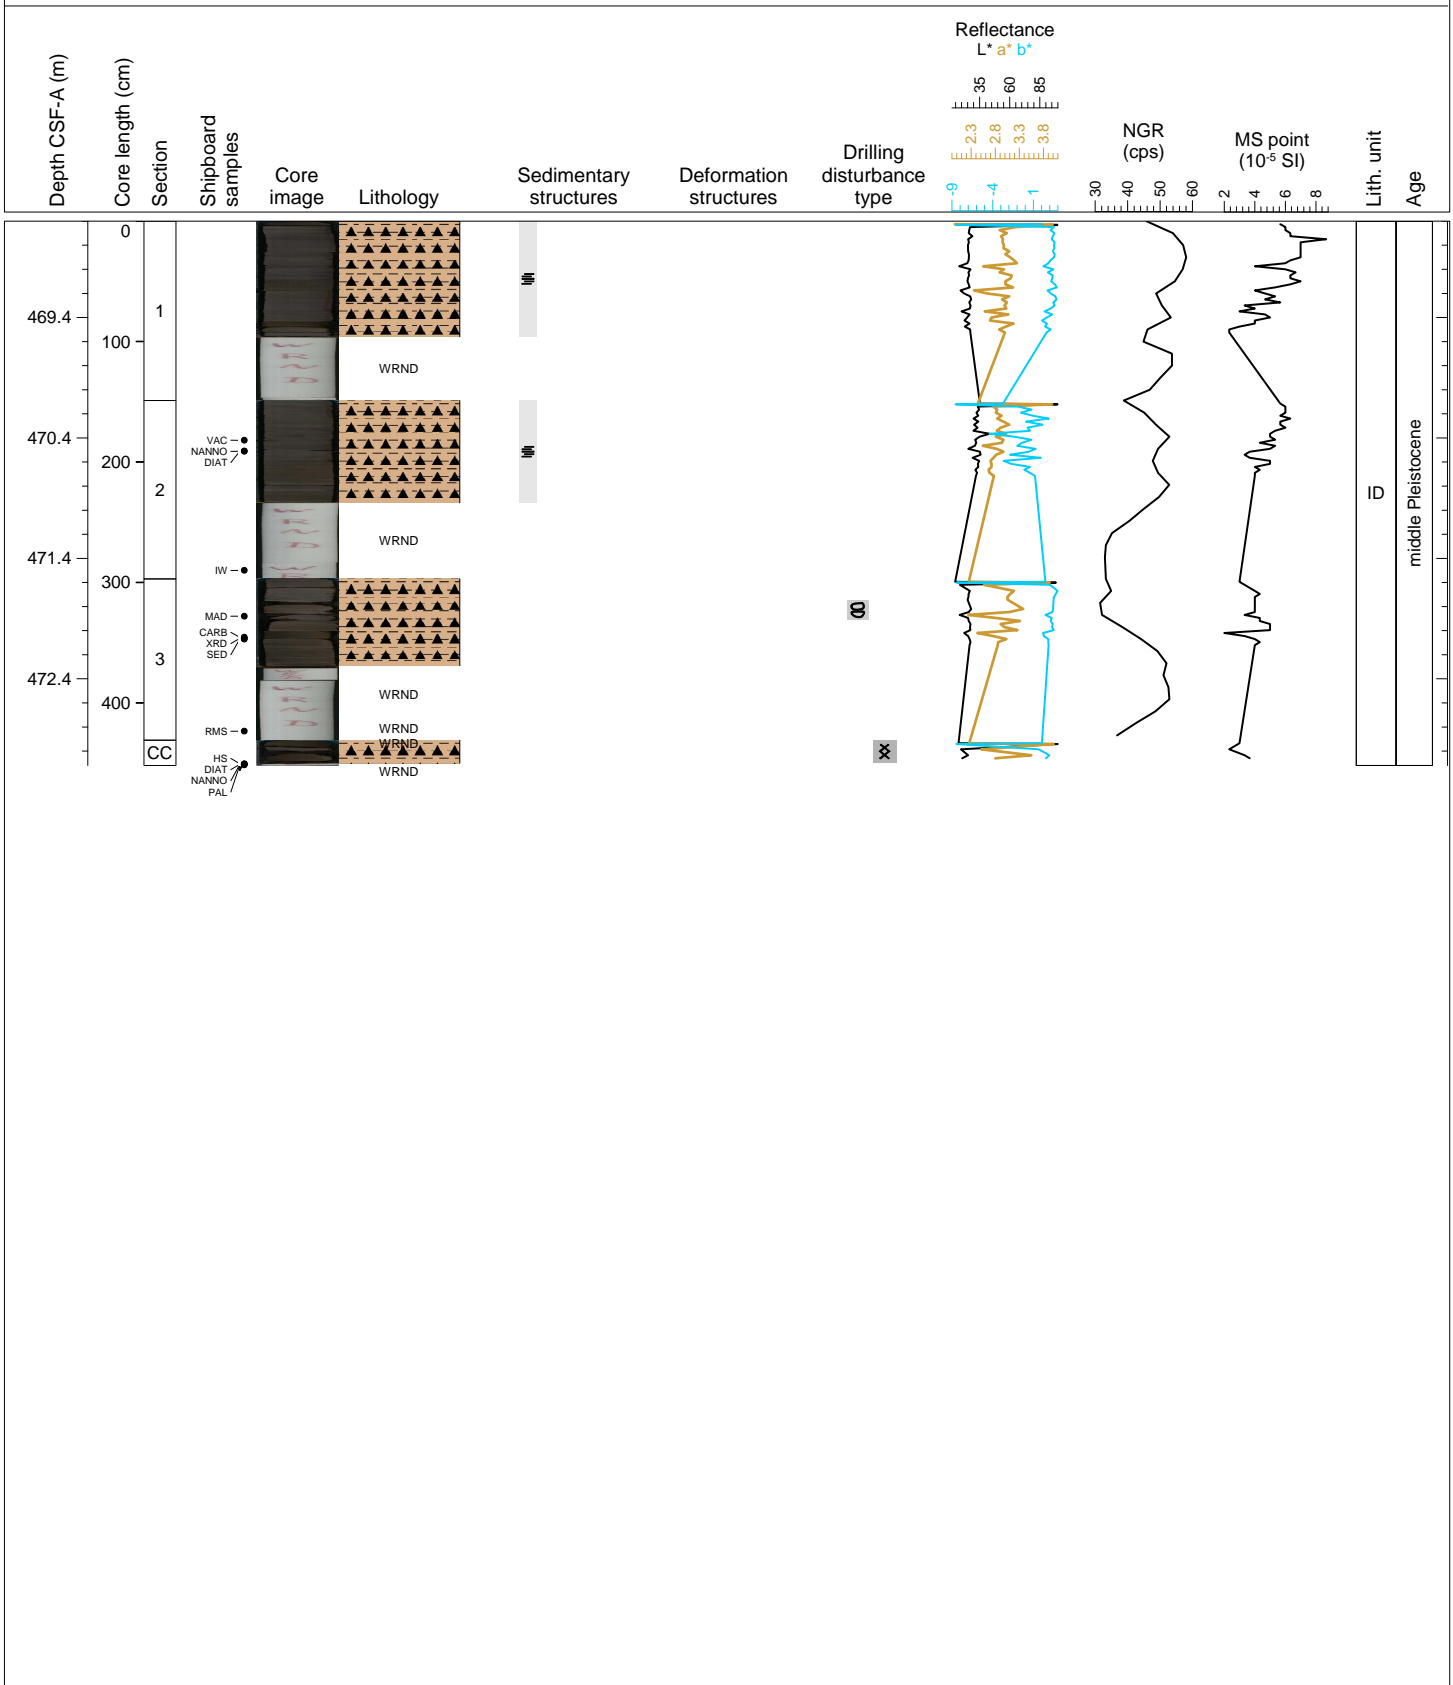 Depth CSF-A (m)
Core length (cm)
Section
Shipboard
samples
Core
image
Lithology
Sedimentary
structures
Deformation
structures
Drilling
disturbance
type
Reflectance
L* a* b*
35 60 85
2.3 2.8 3.3 3.8
-9 -4 1
NGR
(cps)
30 40 50 60
MS point
(10-5 SI)
2 4 6 8
Lith. unit
Age
0
1
469.4
100
WRND
WRND
VAC
470.4
NANNO
DIAT
200
2
ID
middle Pleistocene
WRND
WRND
471.4
IW
300
MAD
CARB
XRD
SED
3
472.4
WRND
WRND
400
WRND
RMS
WRND
CC
HS
DIAT
WRND
NANNO
PAL